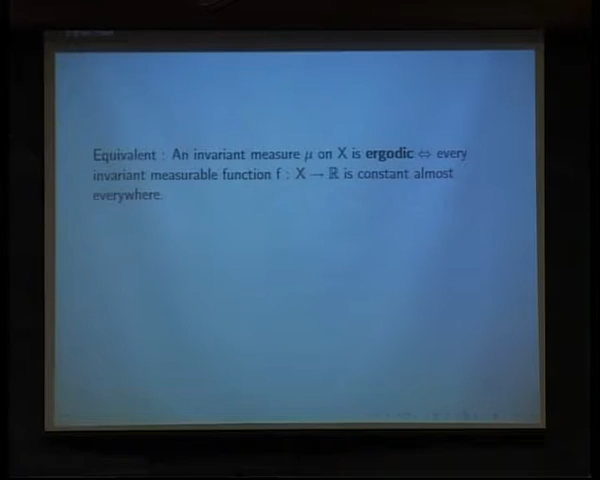 Equivalent : An invariant measure μ on X is ergodic ⇔ every
invariant measurable function f : X → ℝ is constant almost
everywhere.